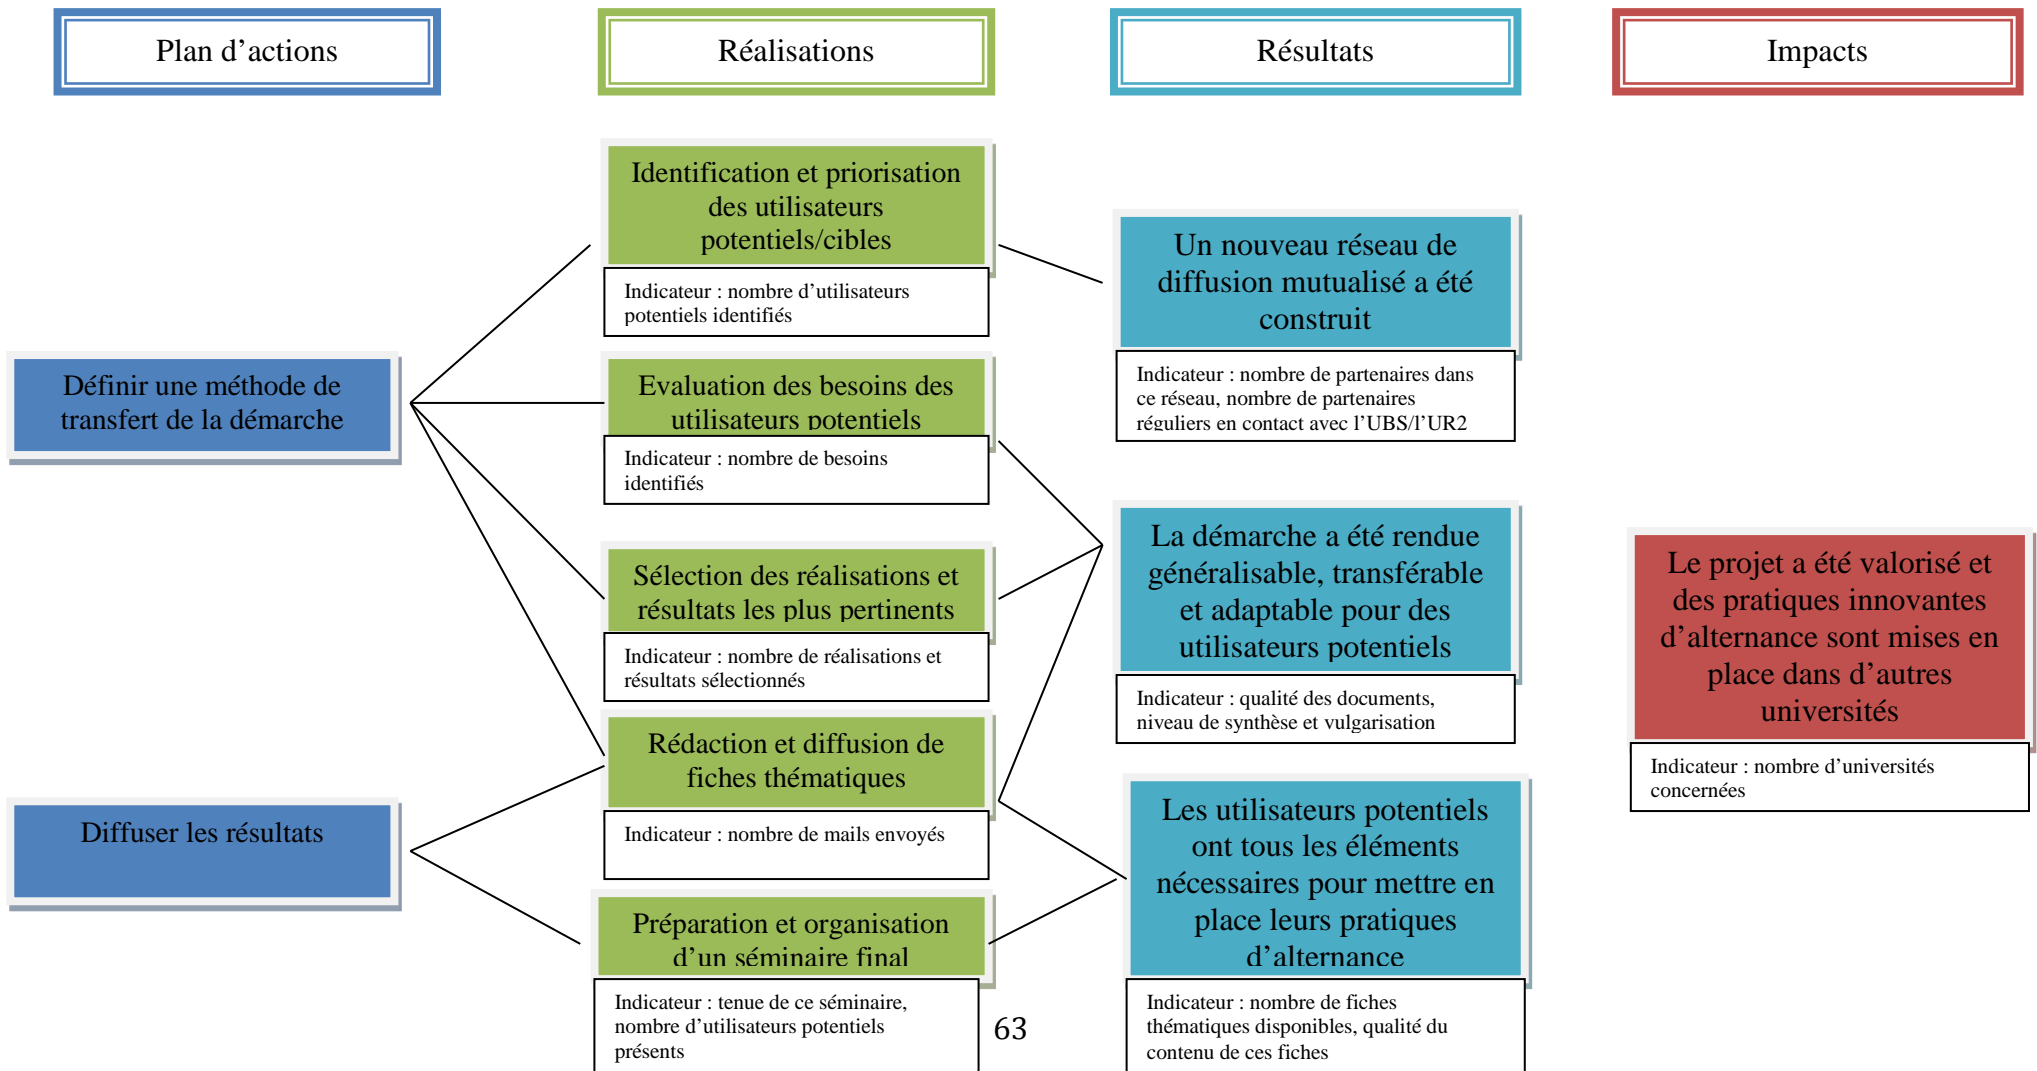 Plan d’actions
Réalisations
Résultats
Impacts
Définir une méthode de
transfert de la démarche
Diffuser les résultats
Identification et priorisation
des utilisateurs
potentiels/cibles
Indicateur : nombre d’utilisateurs
potentiels identifiés
Evaluation des besoins des
utilisateurs potentiels
Indicateur : nombre de besoins
identifiés
Sélection des réalisations et
résultats les plus pertinents
Indicateur : nombre de réalisations et
résultats sélectionnés
Rédaction et diffusion de
fiches thématiques
Indicateur : nombre de mails envoyés
Préparation et organisation
d’un séminaire final
Indicateur : tenue de ce séminaire,
nombre d’utilisateurs potentiels
présents
Un nouveau réseau de
diffusion mutualisé a été
construit
Indicateur : nombre de partenaires dans
ce réseau, nombre de partenaires
réguliers en contact avec l’UBS/l’UR2
La démarche a été rendue
généralisable, transférable
et adaptable pour des
utilisateurs potentiels
Indicateur : qualité des documents,
niveau de synthèse et vulgarisation
Les utilisateurs potentiels
ont tous les éléments
nécessaires pour mettre en
place leurs pratiques
d’alternance
Indicateur : nombre de fiches
thématiques disponibles, qualité du
contenu de ces fiches
Le projet a été valorisé et
des pratiques innovantes
d’alternance sont mises en
place dans d’autres
universités
Indicateur : nombre d’universités
concernées
63